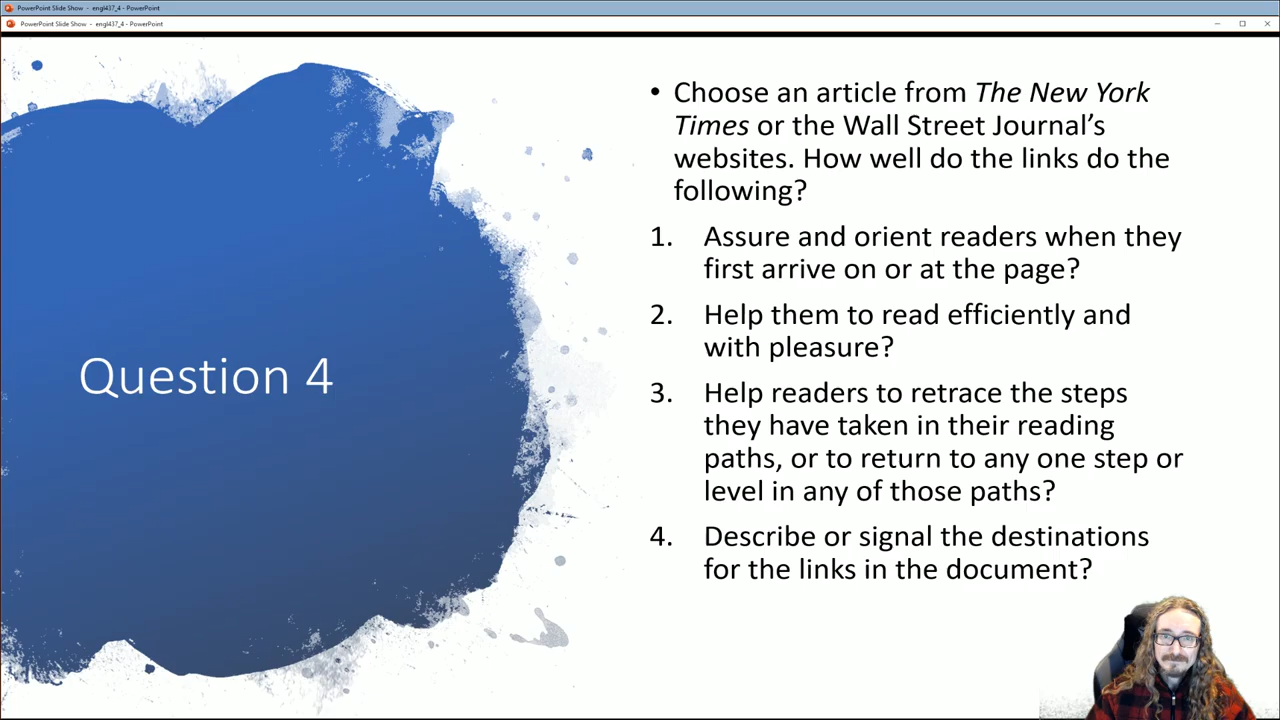 PowerPoint Slide Show - engl437_4 - PowerPoint
PowerPoint Slide Show - engl437_4 - PowerPoint
• Choose an article from The New York
Times or the Wall Street Journal’s
websites. How well do the links do the
following?
1. Assure and orient readers when they
first arrive on or at the page?
2. Help them to read efficiently and
with pleasure?
3. Help readers to retrace the steps
they have taken in their reading
paths, or to return to any one step or
level in any of those paths?
4. Describe or signal the destinations
for the links in the document?
Question 4